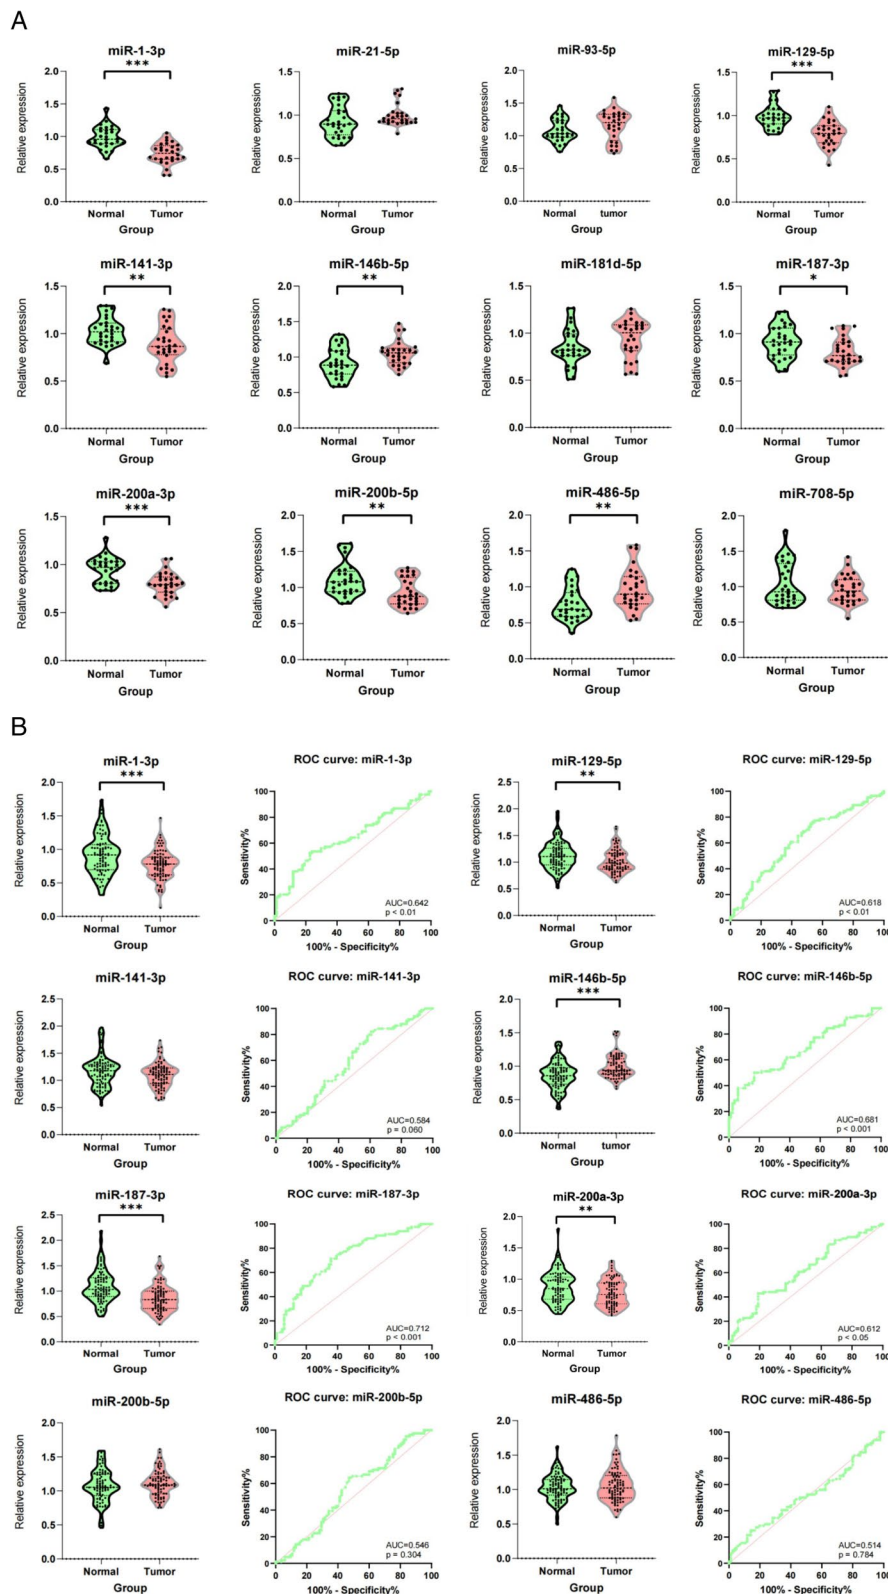 A
miR-1-3p
***
Relative expression
2.0
1.5
1.0
0.5
0.0
Normal Tumor
Group
miR-21-5p
Relative expression
1.5
1.0
0.5
0.0
Normal Tumor
Group
miR-93-5p
Relative expression
2.0
1.5
1.0
0.5
0.0
Normal tumor
Group
miR-129-5p
***
Relative expression
1.5
1.0
0.5
0.0
Normal Tumor
Group
miR-141-3p
**
Relative expression
1.5
1.0
0.5
0.0
Normal Tumor
Group
miR-146b-5p
**
Relative expression
2.0
1.5
1.0
0.5
0.0
Normal Tumor
Group
miR-181d-5p
Relative expression
1.5
1.0
0.5
0.0
Normal Tumor
Group
miR-187-3p
*
Relative expression
1.5
1.0
0.5
0.0
Normal Tumor
Group
miR-200a-3p
***
Relative expression
1.5
1.0
0.5
0.0
Normal Tumor
Group
miR-200b-5p
**
Relative expression
2.0
1.5
1.0
0.5
0.0
Normal Tumor
Group
miR-486-5p
**
Relative expression
2.0
1.5
1.0
0.5
0.0
Normal Tumor
Group
miR-708-5p
Relative expression
2.0
1.5
1.0
0.5
0.0
Normal Tumor
Group
B
miR-1-3p
***
Relative expression
2.0
1.5
1.0
0.5
0.0
Normal Tumor
Group
ROC curve: miR-1-3p
Sensitivity%
100
80
60
40
20
0
AUC=0.642
p < 0.01
0 20 40 60 80 100
100% - Specificity%
miR-129-5p
**
Relative expression
2.5
2.0
1.5
1.0
0.5
0.0
Normal Tumor
Group
ROC curve: miR-129-5p
Sensitivity%
100
80
60
40
20
0
AUC=0.618
p < 0.01
0 20 40 60 80 100
100% - Specificity%
miR-141-3p
Relative expression
2.5
2.0
1.5
1.0
0.5
0.0
Normal Tumor
Group
ROC curve: miR-141-3p
Sensitivity%
100
80
60
40
20
0
AUC=0.584
p = 0.060
0 20 40 60 80 100
100% - Specificity%
miR-146b-5p
***
Relative expression
2.0
1.5
1.0
0.5
0.0
Normal tumor
Group
ROC curve: miR-146b-5p
Sensitivity%
100
80
60
40
20
0
AUC=0.681
p < 0.001
0 20 40 60 80 100
100% - Specificity%
miR-187-3p
***
Relative expression
2.5
2.0
1.5
1.0
0.5
0.0
Normal Tumor
Group
ROC curve: miR-187-3p
Sensitivity%
100
80
60
40
20
0
AUC=0.712
p < 0.001
0 20 40 60 80 100
100% - Specificity%
miR-200a-3p
**
Relative expression
2.0
1.5
1.0
0.5
0.0
Normal Tumor
Group
ROC curve: miR-200a-3p
Sensitivity%
100
80
60
40
20
0
AUC=0.612
p < 0.05
0 20 40 60 80 100
100% - Specificity%
miR-200b-5p
Relative expression
2.0
1.5
1.0
0.5
0.0
Normal Tumor
Group
ROC curve: miR-200b-5p
Sensitivity%
100
80
60
40
20
0
AUC=0.546
p = 0.304
0 20 40 60 80 100
100% - Specificity%
miR-486-5p
Relative expression
2.0
1.5
1.0
0.5
0.0
Normal Tumor
Group
ROC curve: miR-486-5p
Sensitivity%
100
80
60
40
20
0
AUC=0.514
p = 0.784
0 20 40 60 80 100
100% - Specificity%